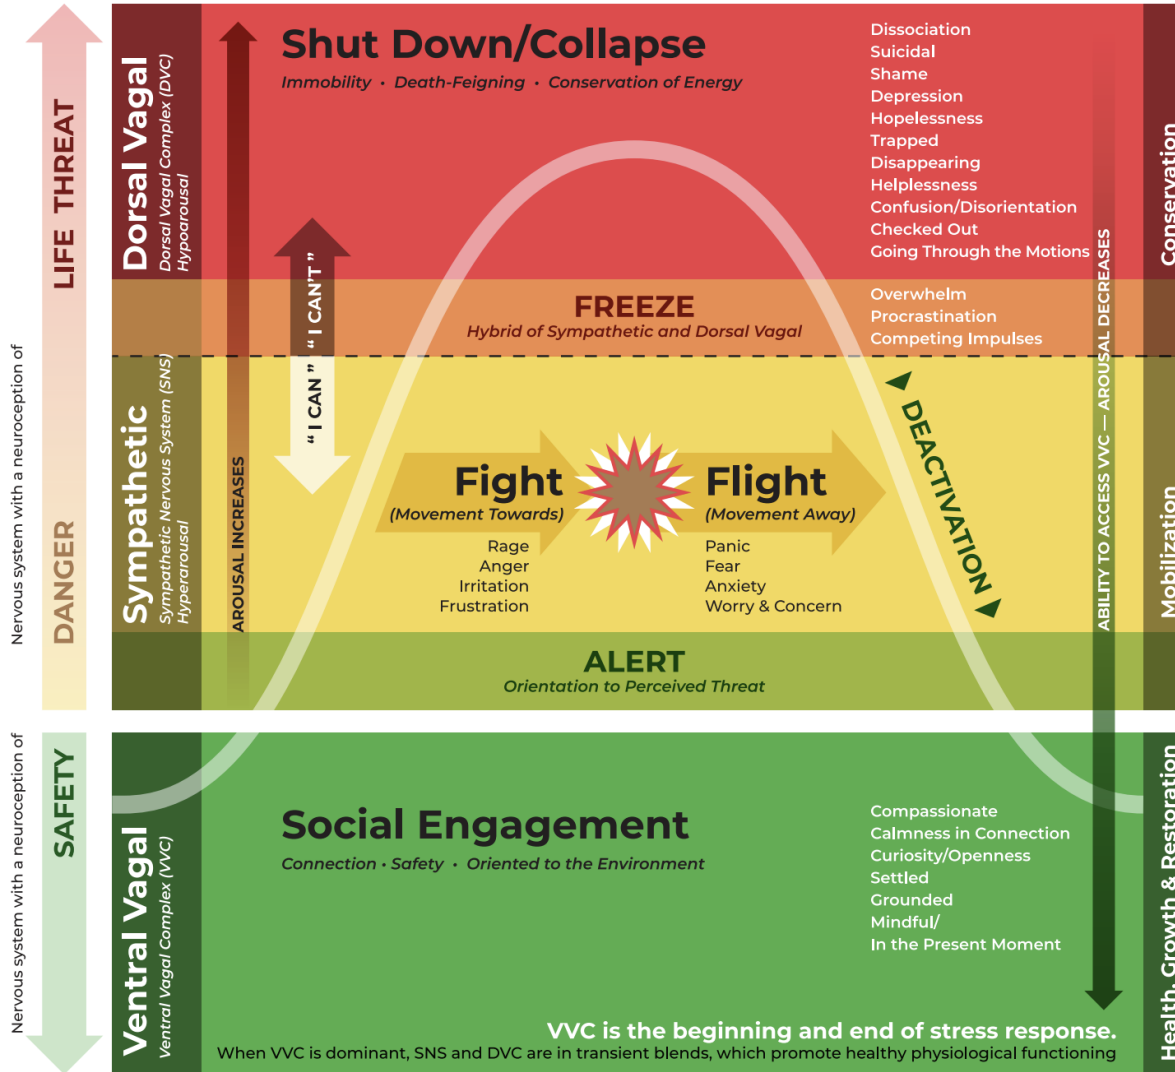 Nervous system with a neuroception of
LIFE THREAT
DANGER
Dorsal Vagal
Dorsal Vagal Complex (DVC)
Hypoarousal
Sympathetic
Sympathetic Nervous System (SNS)
Hyperarousal
AROUSAL INCREASES
Shut Down/Collapse
Immobility • Death-Feigning • Conservation of Energy
Dissociation
Suicidal
Shame
Depression
Hopelessness
Trapped
Disappearing
Helplessness
Confusion/Disorientation
Checked Out
Going Through the Motions
"I CAN'T"
"I CAN"
FREEZE
Hybrid of Sympathetic and Dorsal Vagal
Overwhelm
Procrastination
Competing Impulses
Fight
(Movement Towards)
Rage
Anger
Irritation
Frustration
Flight
(Movement Away)
Panic
Fear
Anxiety
Worry & Concern
DEACTIVATION
ABILITY TO ACCESS VVC — AROUSAL DECREASES
Conservation
Mobilization
ALERT
Orientation to Perceived Threat
Nervous system with a neuroception of
SAFETY
Ventral Vagal
Ventral Vagal Complex (VVC)
Social Engagement
Connection • Safety • Oriented to the Environment
Compassionate
Calmness in Connection
Curiosity/Openness
Settled
Grounded
Mindful/
In the Present Moment
Health, Growth & Restoration
VVC is the beginning and end of stress response.
When VVC is dominant, SNS and DVC are in transient blends, which promote healthy physiological functioning